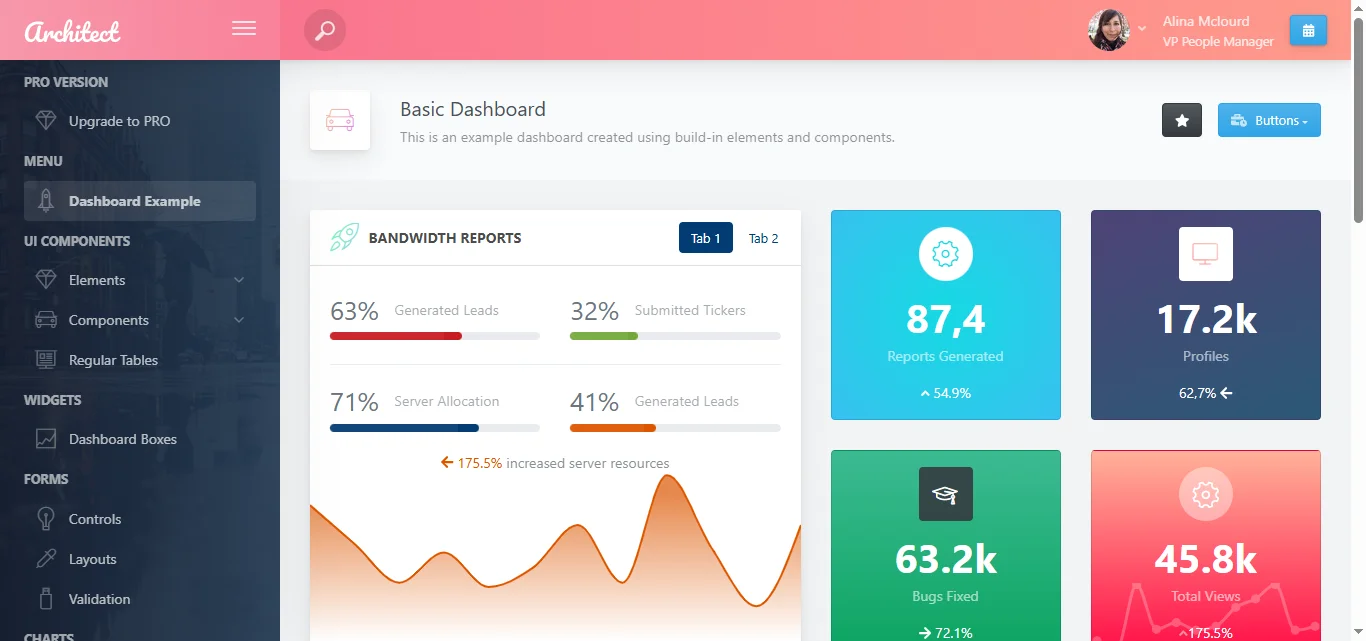 Architect
Alina Mclourd
VP People Manager
PRO VERSION
Upgrade to PRO
MENU
Dashboard Example
UI COMPONENTS
Elements
Components
Regular Tables
WIDGETS
Dashboard Boxes
FORMS
Controls
Layouts
Validation
CHARTS
Basic Dashboard
This is an example dashboard created using build-in elements and components.
Buttons
BANDWIDTH REPORTS
Tab 1
Tab 2
63% Generated Leads
32% Submitted Tickers
71% Server Allocation
41% Generated Leads
175.5% increased server resources
87,4
Reports Generated
54.9%
17.2k
Profiles
62,7%
63.2k
Bugs Fixed
72.1%
45.8k
Total Views
175.5%